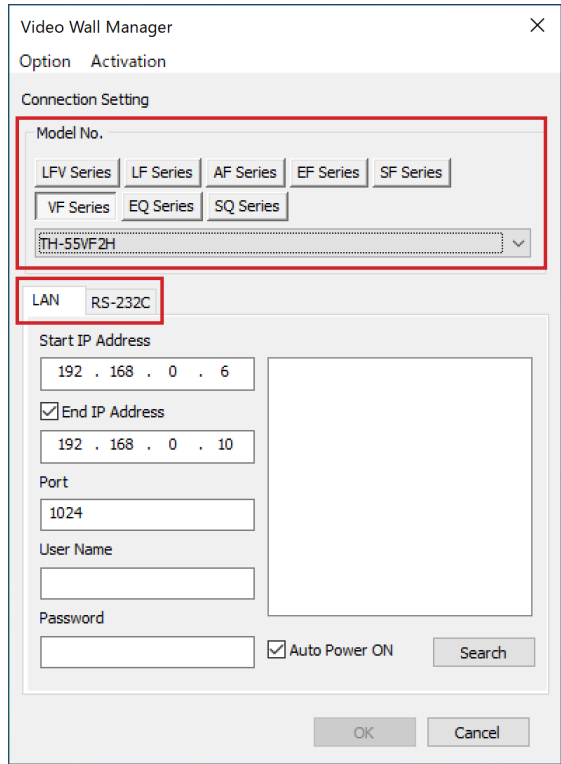 Video Wall Manager
Option Activation
Connection Setting
Model No.
LFV Series LF Series AF Series EF Series SF Series
VF Series EQ Series SQ Series
TH-55VF2H
LAN RS-232C
Start IP Address
192 . 168 . 0 . 6
End IP Address
192 . 168 . 0 . 10
Port
1024
User Name
Password
Auto Power ON Search
OK Cancel